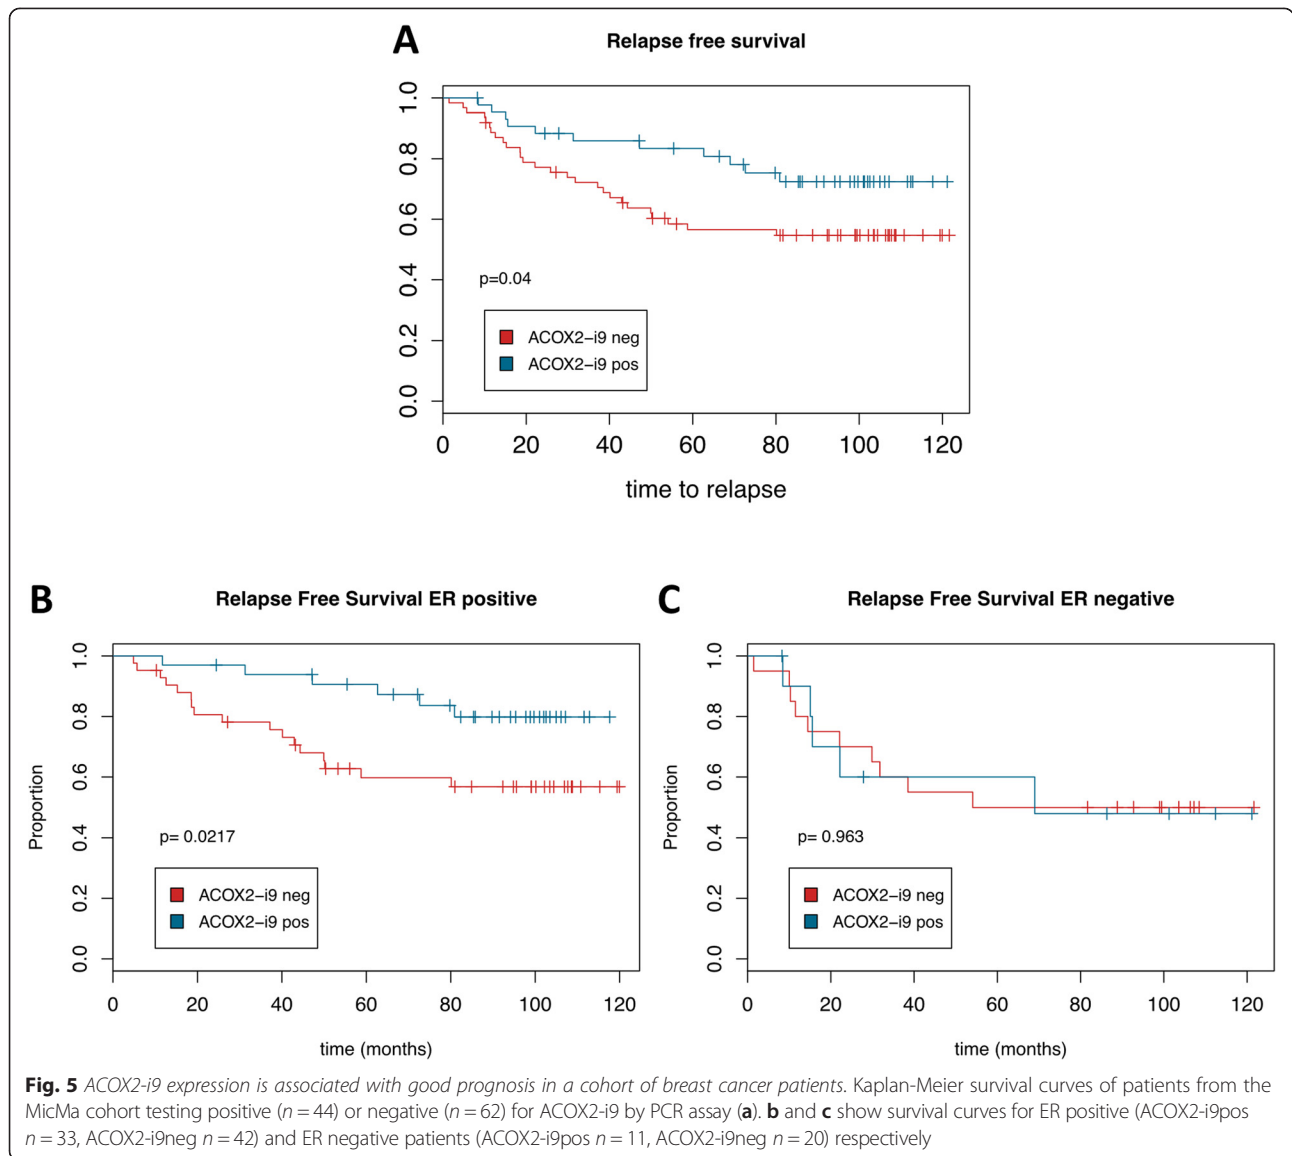 A
Relapse free survival
1.0
0.8
0.6
0.4
0.2
0.0
p=0.04
ACOX2−i9 neg
ACOX2−i9 pos
0 20 40 60 80 100 120
time to relapse
B
Relapse Free Survival ER positive
Proportion
1.0
0.8
0.6
0.4
0.2
0.0
p= 0.0217
ACOX2−i9 neg
ACOX2−i9 pos
0 20 40 60 80 100 120
time (months)
C
Relapse Free Survival ER negative
Proportion
1.0
0.8
0.6
0.4
0.2
0.0
p= 0.963
ACOX2−i9 neg
ACOX2−i9 pos
0 20 40 60 80 100 120
time (months)
Fig. 5 ACOX2-i9 expression is associated with good prognosis in a cohort of breast cancer patients. Kaplan-Meier survival curves of patients from the
MicMa cohort testing positive (n = 44) or negative (n = 62) for ACOX2-i9 by PCR assay (a). b and c show survival curves for ER positive (ACOX2-i9pos
n = 33, ACOX2-i9neg n = 42) and ER negative patients (ACOX2-i9pos n = 11, ACOX2-i9neg n = 20) respectively